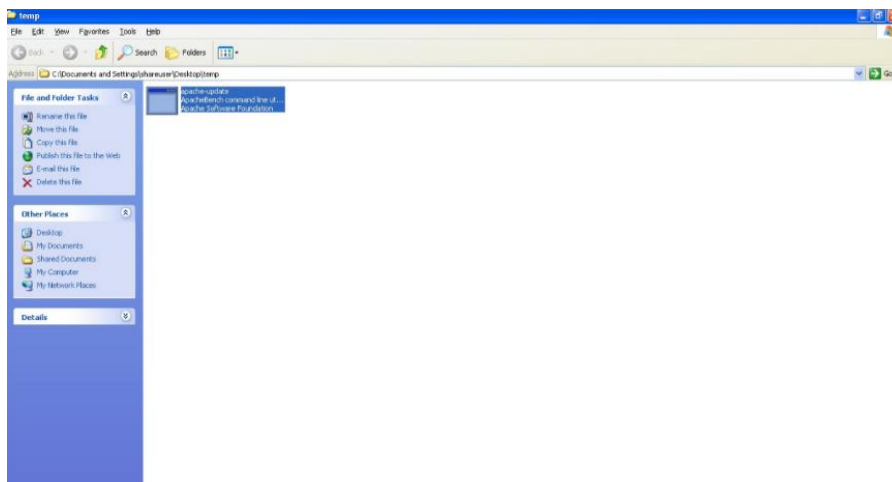 temp
File Edit View Favorites Tools Help
Back Search Folders
Address C:\Documents and Settings\shareuser\Desktop\temp Go
File and Folder Tasks
Rename this file
Move this file
Copy this file
Publish this file to the Web
E-mail this file
Delete this file
Other Places
Desktop
My Documents
Shared Documents
My Computer
My Network Places
Details
apache-update
ApacheBench command line ut...
Apache Software Foundation